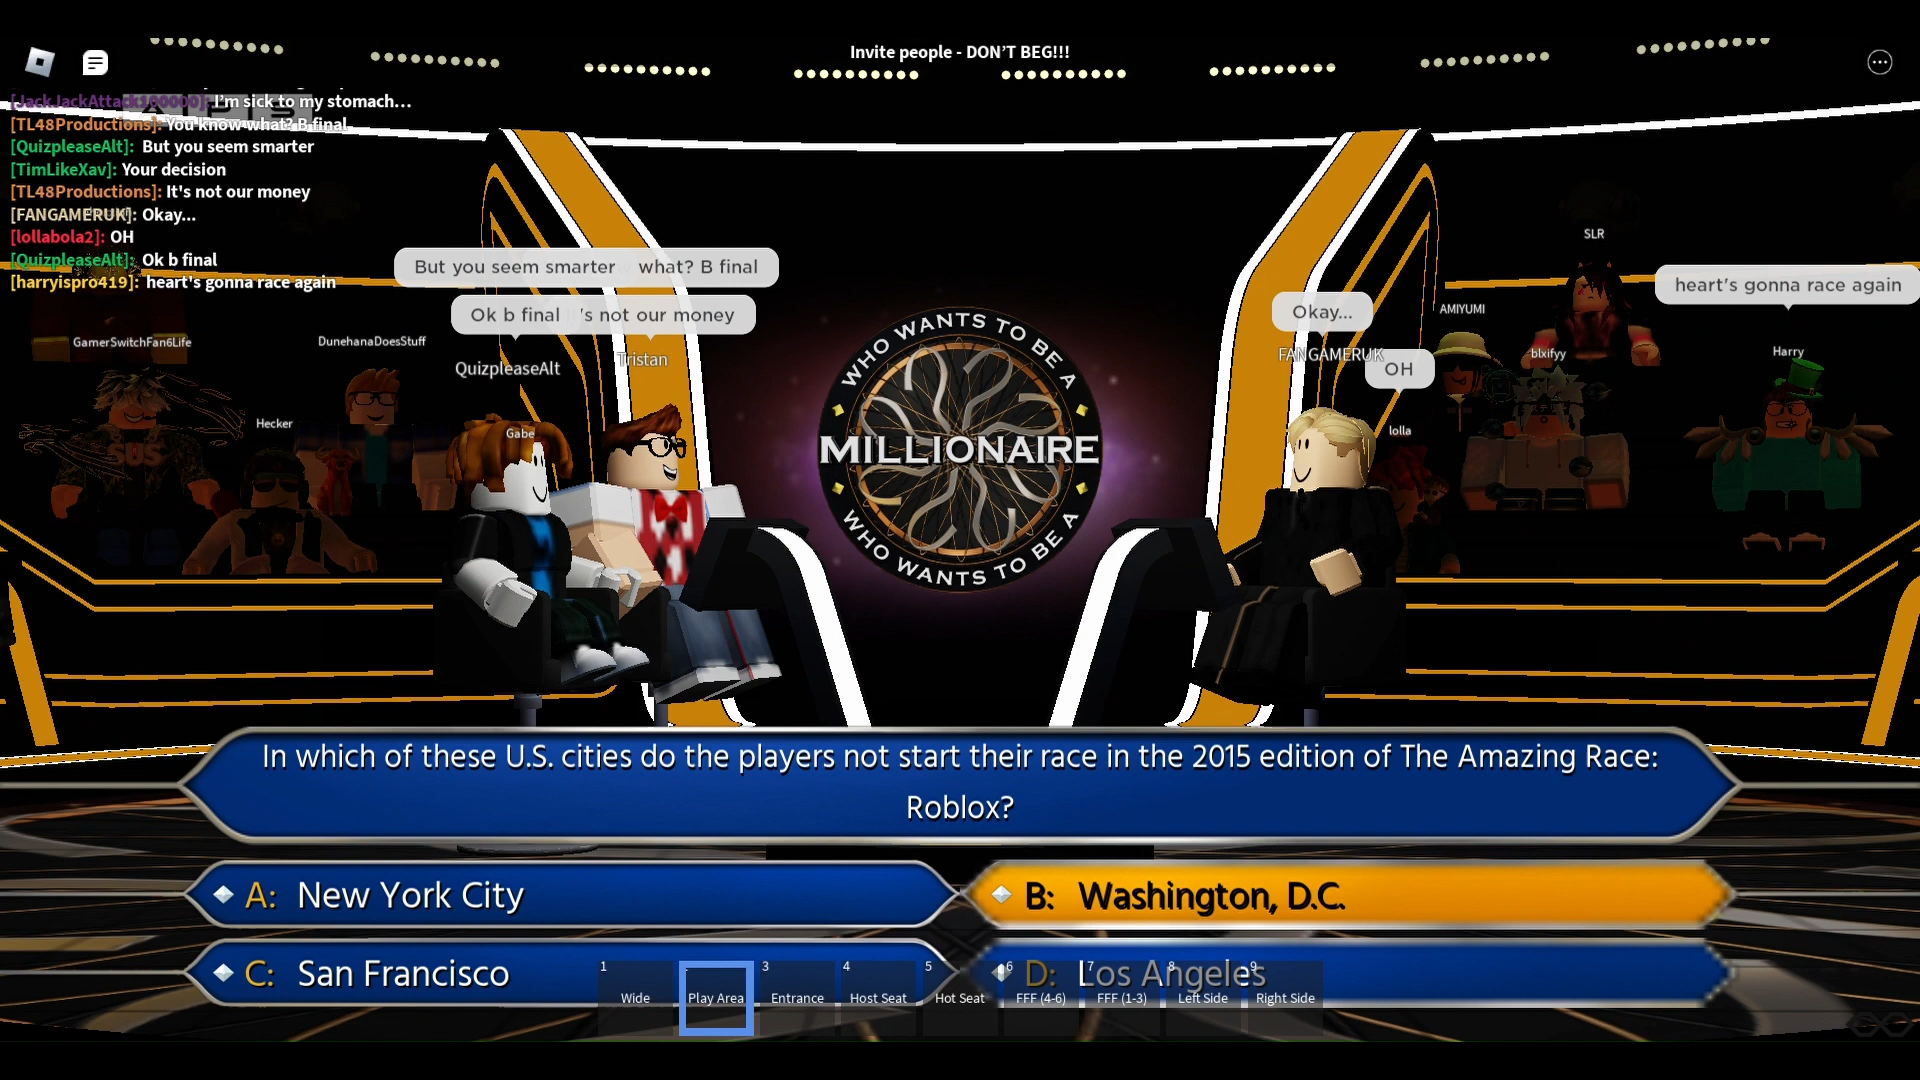 Invite people - DON'T BEG!!!
[JackJackAttack100000]: I'm sick to my stomach...
[TL48Productions]: You know what? B final
[QuizpleaseAlt]: But you seem smarter
[TimLikeXav]: Your decision
[TL48Productions]: It's not our money
[FANGAMERUK]: Okay...
[lollabola2]: OH
[QuizpleaseAlt]: Ok b final
[harryispro419]: heart's gonna race again
But you seem smarter
what? B final
Ok b final
's not our money
Okay...
OH
heart's gonna race again
SLR
AMIYUMI
GamerSwitchFan6Life
DunehanaDoesStuff
QuizpleaseAlt
Tristan
FANGAMERUK
blxifyy
Harry
Hecker
Gabe
lolla
SUS
WHO WANTS TO BE A
MILLIONAIRE
WHO WANTS TO BE A
In which of these U.S. cities do the players not start their race in the 2015 edition of The Amazing Race:
Roblox?
A: New York City
B: Washington, D.C.
C: San Francisco
D: Los Angeles
1 Wide
Play Area
3 Entrance
4 Host Seat
5 Hot Seat
6 FFF (4-6)
7 FFF (1-3)
8 Left Side
9 Right Side